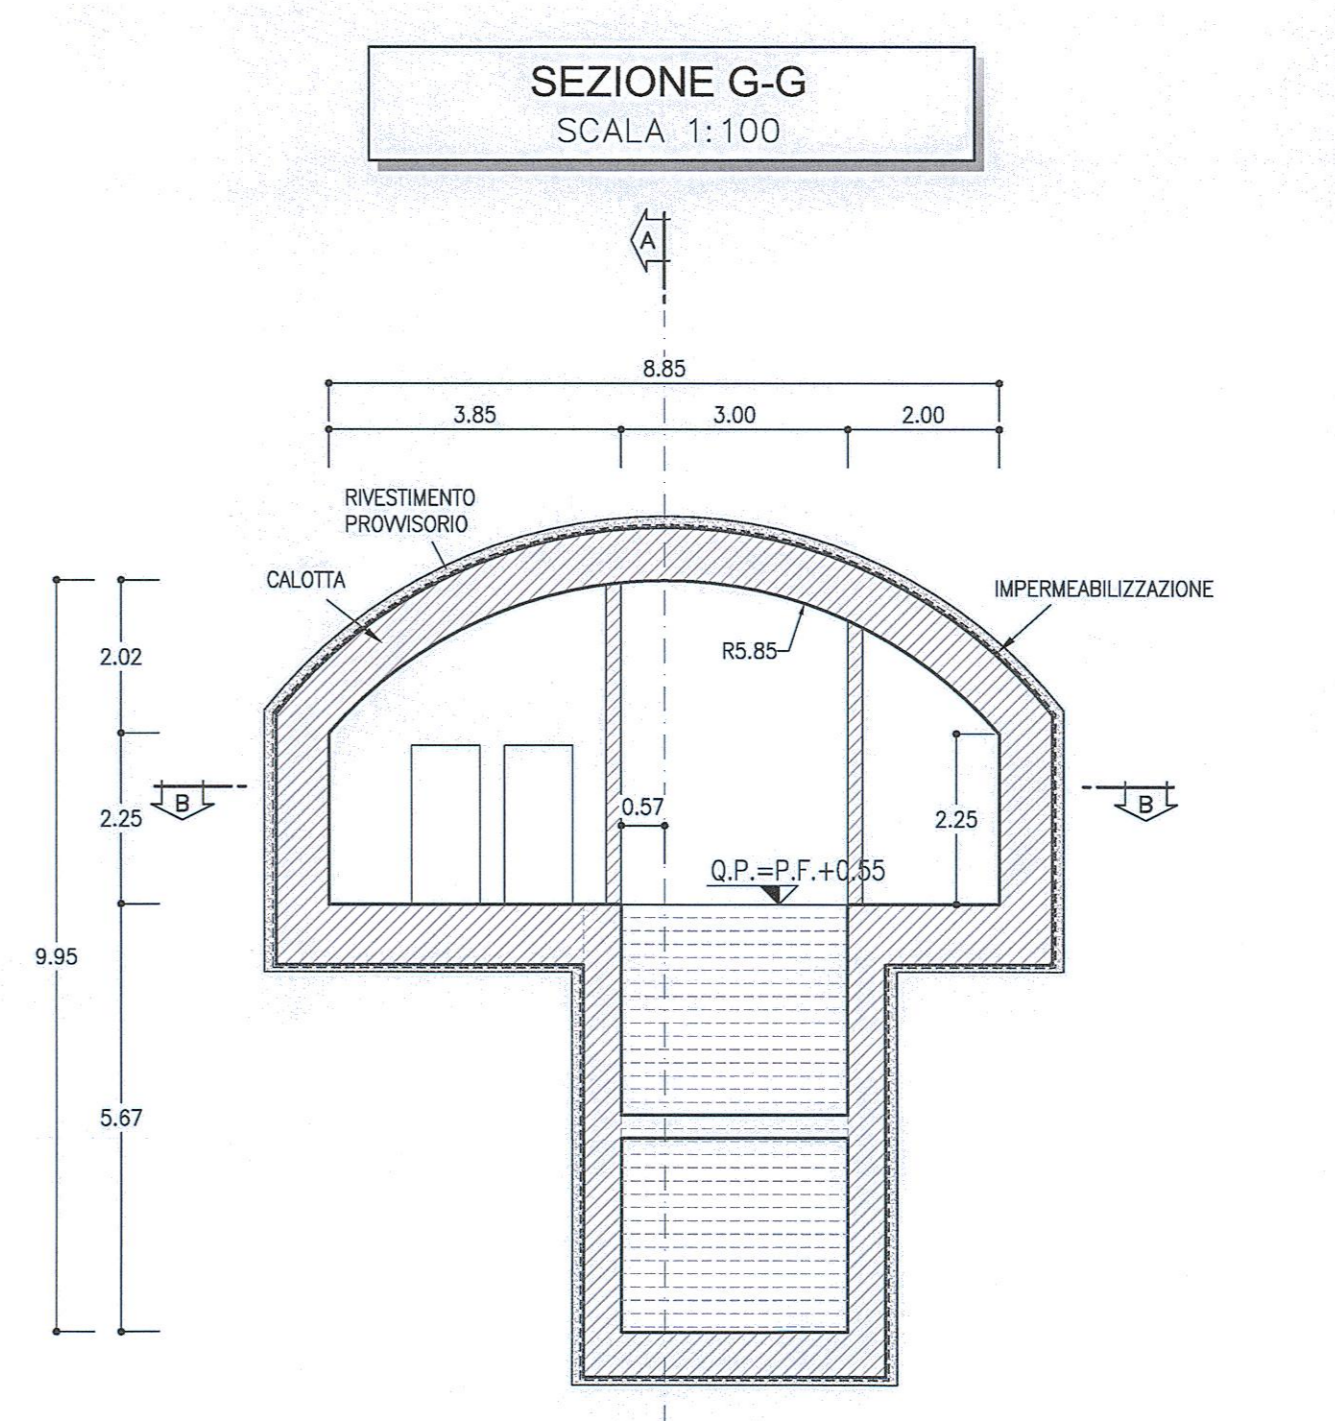 SEZIONE G-G
SCALA 1:100
A
8.85
3.85
3.00
2.00
RIVESTIMENTO
PROVVISORIO
CALOTTA
IMPERMEABILIZZAZIONE
2.02
R5.85
B
2.25
0.57
2.25
B
Q.P.=P.F.+0.55
9.95
5.67